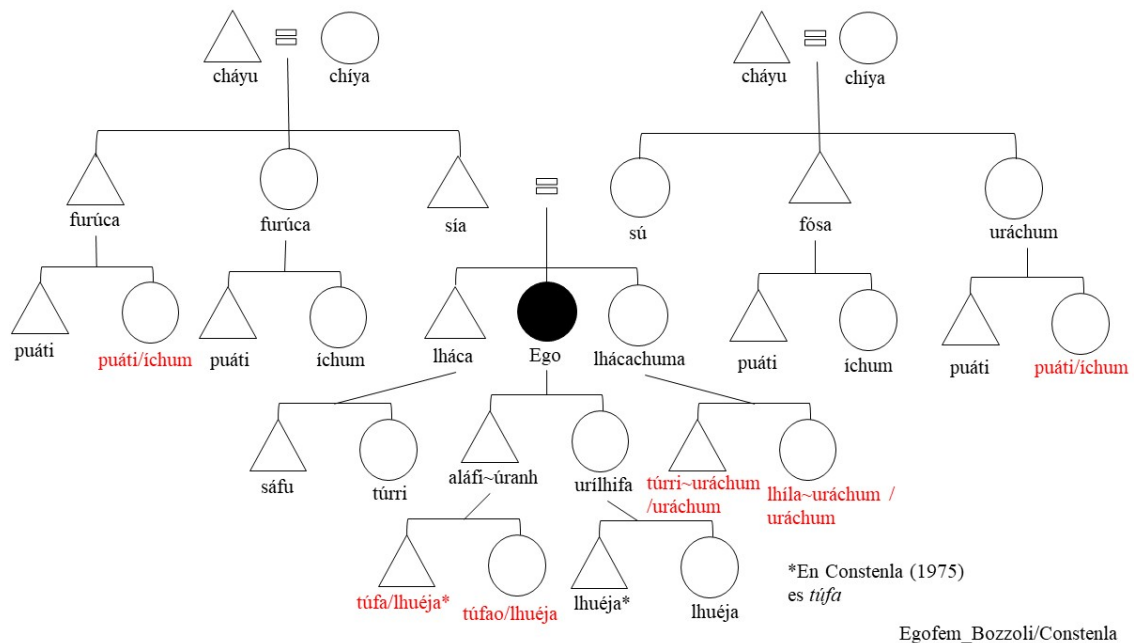 cháyu chíya cháyu chíya
furúca furúca sía sú fósa uráchum
puáti puáti/íchum puáti íchum lháca Ego lhácachuma puáti íchum puáti puáti/íchum
sáfu túrri aláfi~úranh urílhifa túrri~uráchum lhíla~uráchum /
/uráchum uráchum
túfa/lhuéja* túfao/lhuéja lhuéja* lhuéja
*En Constenla (1975)
es túfa
Egofem_Bozzoli/Constenla